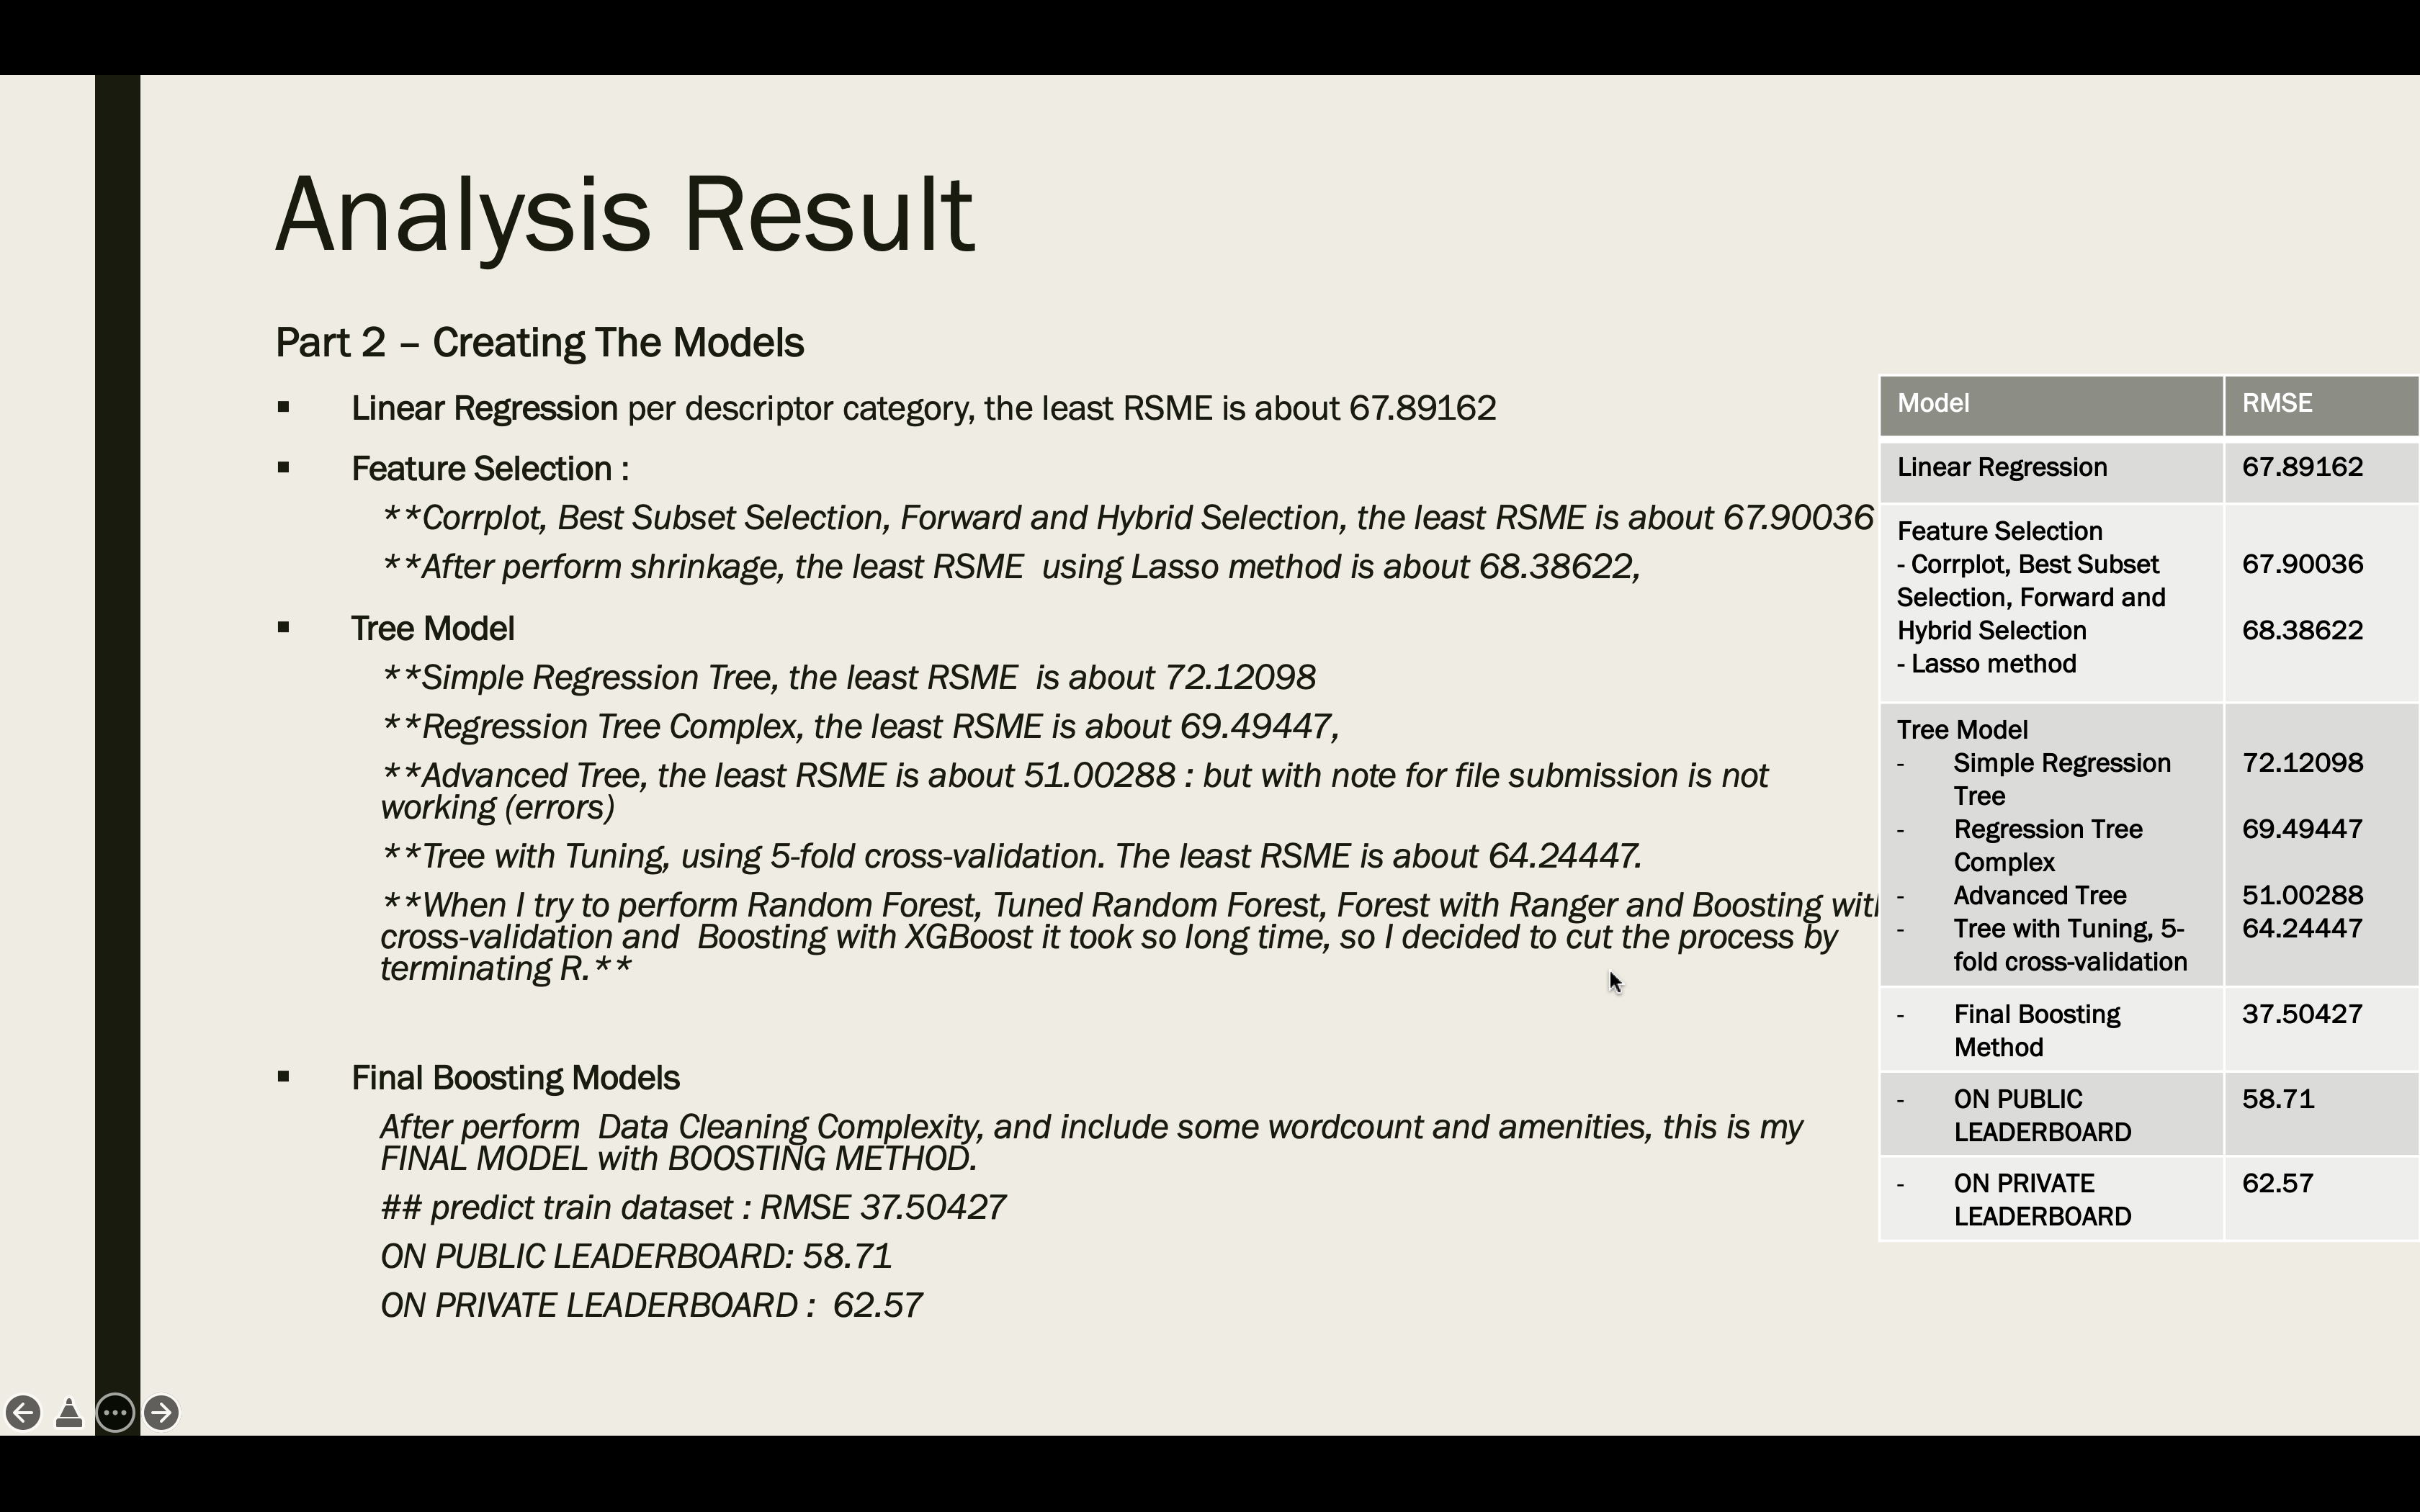 Analysis Result
Part 2 – Creating The Models
▪ Linear Regression per descriptor category, the least RSME is about 67.89162
▪ Feature Selection :
**Corrplot, Best Subset Selection, Forward and Hybrid Selection, the least RSME is about 67.90036
**After perform shrinkage, the least RSME  using Lasso method is about 68.38622,
▪ Tree Model
**Simple Regression Tree, the least RSME  is about 72.12098
**Regression Tree Complex, the least RSME is about 69.49447,
**Advanced Tree, the least RSME is about 51.00288 : but with note for file submission is not
working (errors)
**Tree with Tuning, using 5-fold cross-validation. The least RSME is about 64.24447.
**When I try to perform Random Forest, Tuned Random Forest, Forest with Ranger and Boosting with
cross-validation and  Boosting with XGBoost it took so long time, so I decided to cut the process by
terminating R.**
▪ Final Boosting Models
After perform  Data Cleaning Complexity, and include some wordcount and amenities, this is my
FINAL MODEL with BOOSTING METHOD.
## predict train dataset : RMSE 37.50427
ON PUBLIC LEADERBOARD: 58.71
ON PRIVATE LEADERBOARD :  62.57
Model RMSE
Linear Regression 67.89162
Feature Selection
- Corrplot, Best Subset 67.90036
Selection, Forward and
Hybrid Selection 68.38622
- Lasso method
Tree Model
- Simple Regression 72.12098
Tree
- Regression Tree 69.49447
Complex
- Advanced Tree 51.00288
- Tree with Tuning, 5- 64.24447
fold cross-validation
- Final Boosting 37.50427
Method
- ON PUBLIC 58.71
LEADERBOARD
- ON PRIVATE 62.57
LEADERBOARD